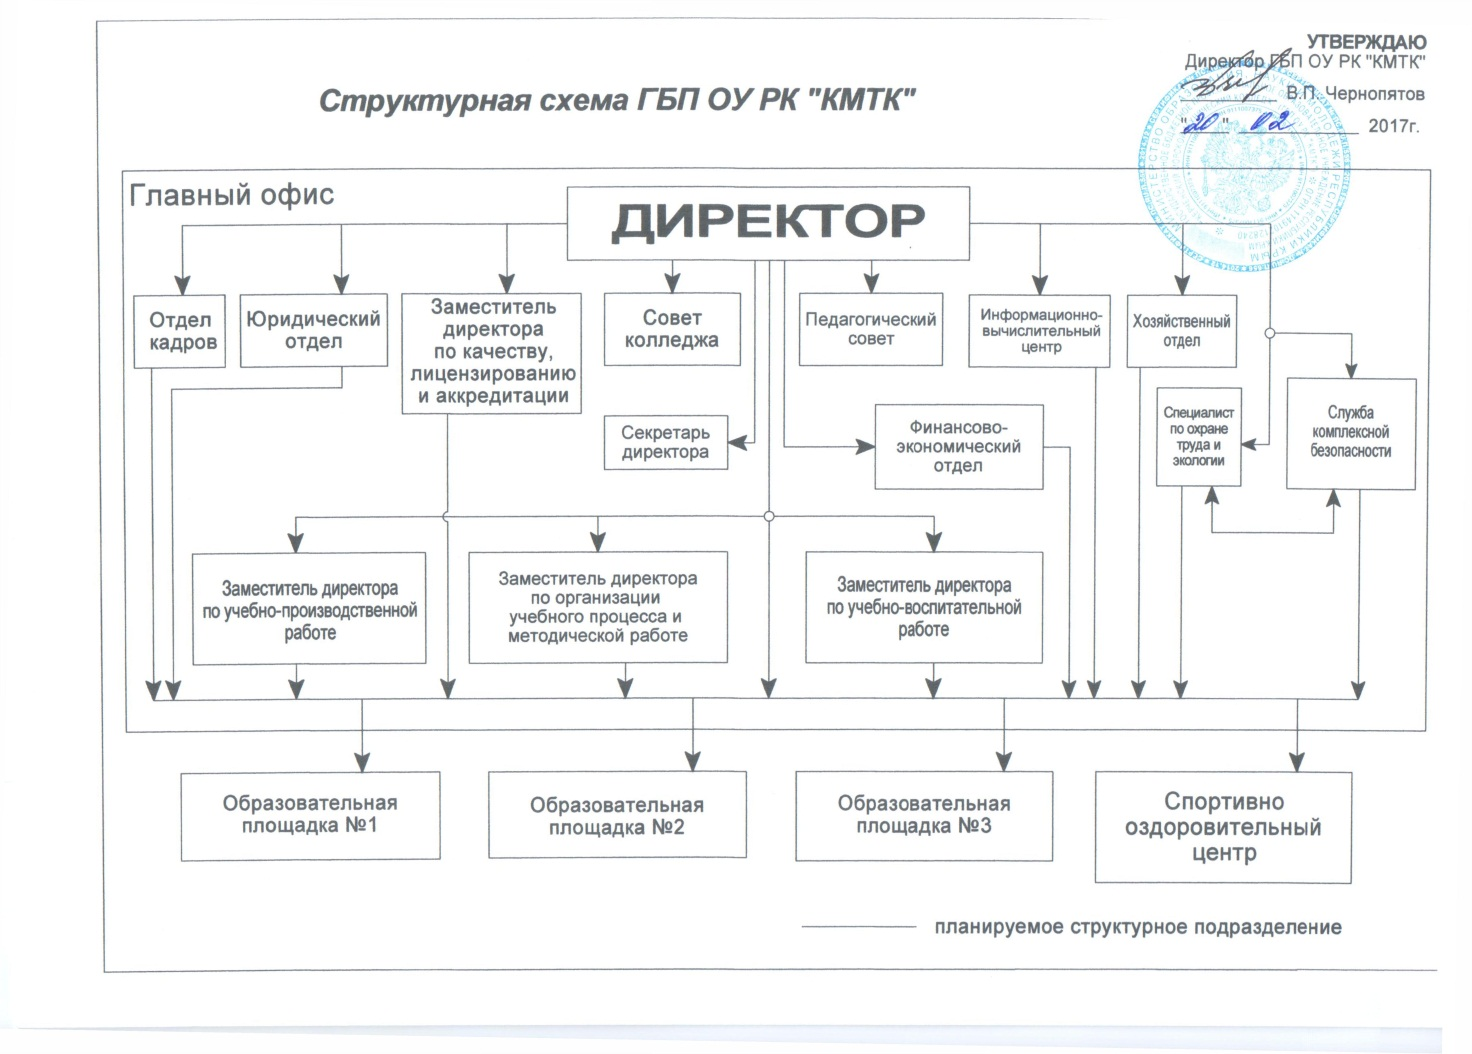 УТВЕРЖДАЮ
Директор ГБП ОУ РК "КМТК"
В.П. Чернопятов
"20" 02 2017г.
Структурная схема ГБП ОУ РК "КМТК"
Главный офис
ДИРЕКТОР
Отдел
кадров
Юридический
отдел
Заместитель
директора
по качеству,
лицензированию
и аккредитации
Совет
колледжа
Педагогический
совет
Информационно-
вычислительный
центр
Хозяйственный
отдел
Секретарь
директора
Финансово-
экономический
отдел
Специалист
по охране
труда и
экологии
Служба
комплексной
безопасности
Заместитель директора
по учебно-производственной
работе
Заместитель директора
по организации
учебного процесса и
методической работе
Заместитель директора
по учебно-воспитательной
работе
Образовательная
площадка №1
Образовательная
площадка №2
Образовательная
площадка №3
Спортивно
оздоровительный
центр
планируемое структурное подразделение